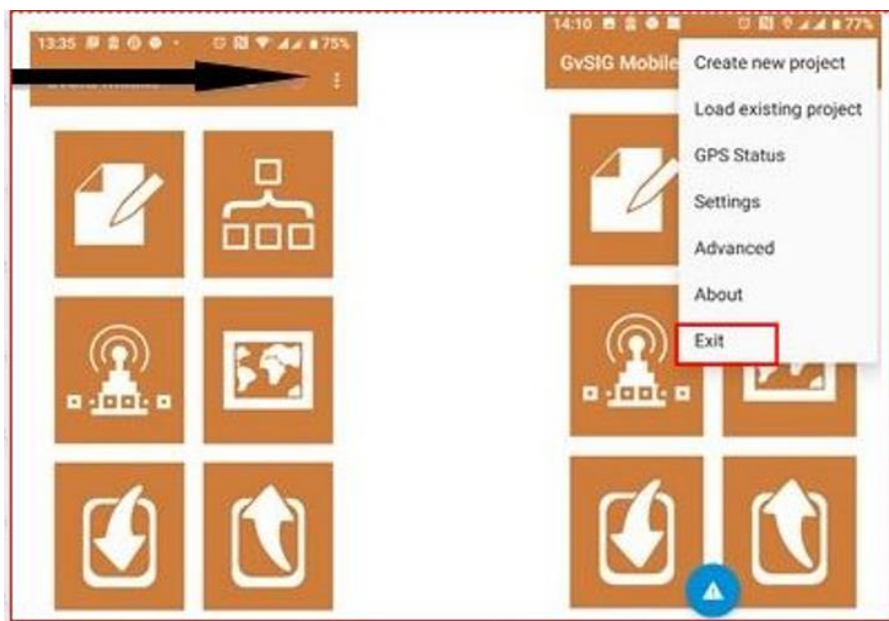 13:35
75%
14:10
77%
GvSIG Mobile
Create new project
Load existing project
GPS Status
Settings
Advanced
About
Exit